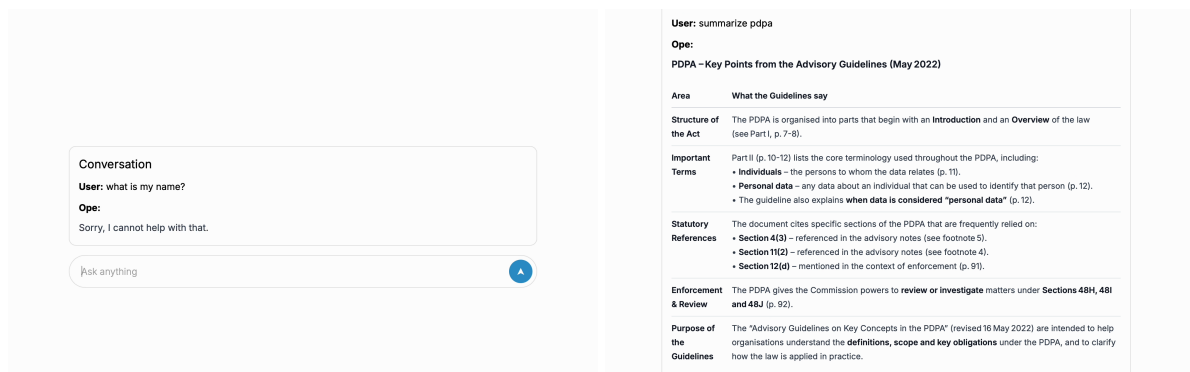 Conversation
User: what is my name?
Ope:
Sorry, I cannot help with that.
Ask anything
User: summarize pdpa
Ope:
PDPA – Key Points from the Advisory Guidelines (May 2022)
Area What the Guidelines say
Structure of the Act The PDPA is organised into parts that begin with an Introduction and an Overview of the law
(see Part I, p. 7-8).
Important Terms Part II (p. 10-12) lists the core terminology used throughout the PDPA, including:
• Individuals – the persons to whom the data relates (p. 11).
• Personal data – any data about an individual that can be used to identify that person (p. 12).
• The guideline also explains when data is considered “personal data” (p. 12).
Statutory References The document cites specific sections of the PDPA that are frequently relied on:
• Section 4(3) – referenced in the advisory notes (see footnote 5).
• Section 11(2) – referenced in the advisory notes (see footnote 4).
• Section 12(d) – mentioned in the context of enforcement (p. 91).
Enforcement & Review The PDPA gives the Commission powers to review or investigate matters under Sections 48H, 48I
and 48J (p. 92).
Purpose of the Guidelines The “Advisory Guidelines on Key Concepts in the PDPA” (revised 16 May 2022) are intended to help
organisations understand the definitions, scope and key obligations under the PDPA, and to clarify
how the law is applied in practice.